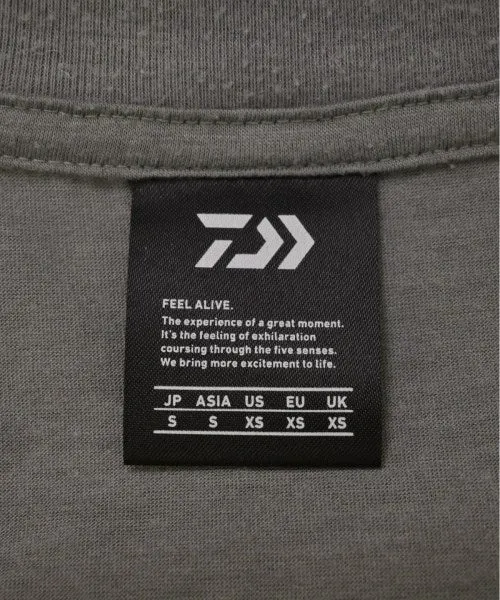 FEEL ALIVE.
The experience of a great moment.
It's the feeling of exhilaration
coursing through the five senses.
We bring more excitement to life.
JP ASIA US EU UK
S S XS XS XS